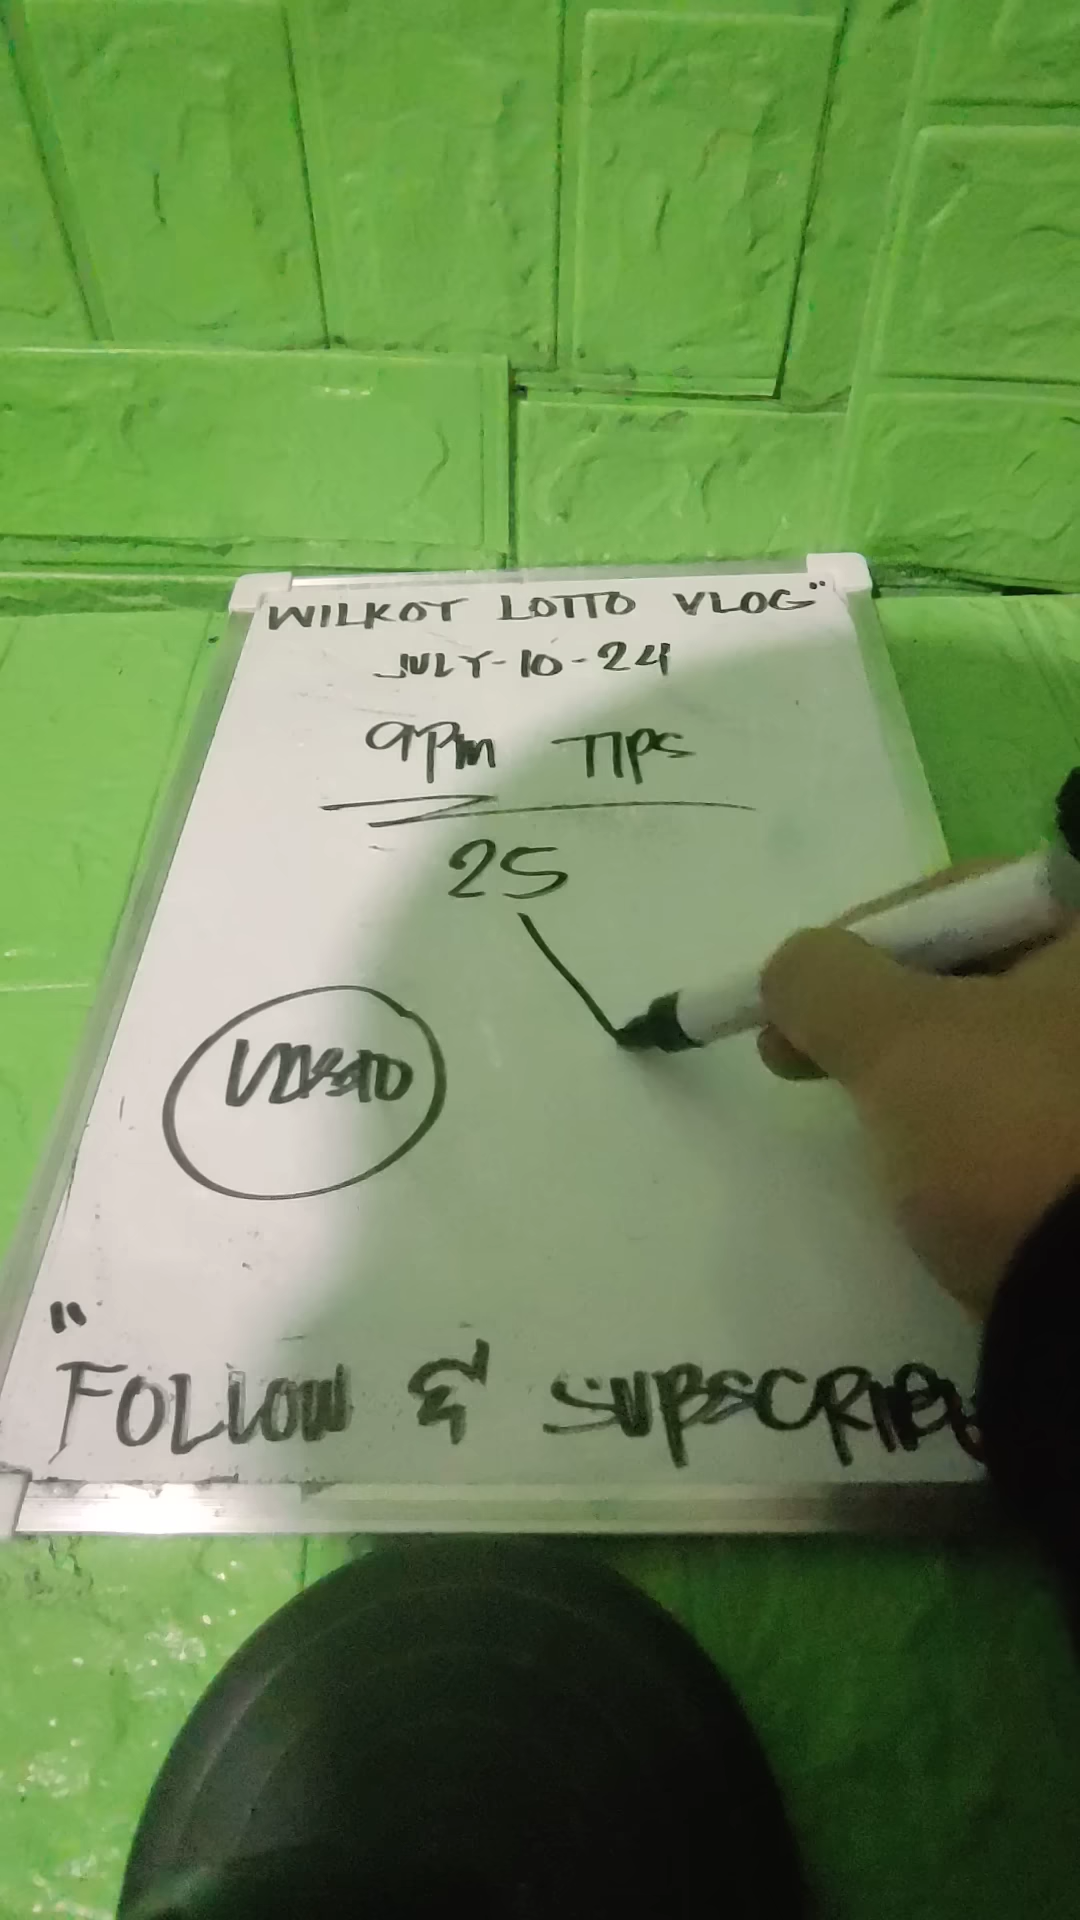 "WILKOT LOTTO VLOG"
JULY-10-24
9PM TIPS
25
"FOLLOW & SUBSCRIBE